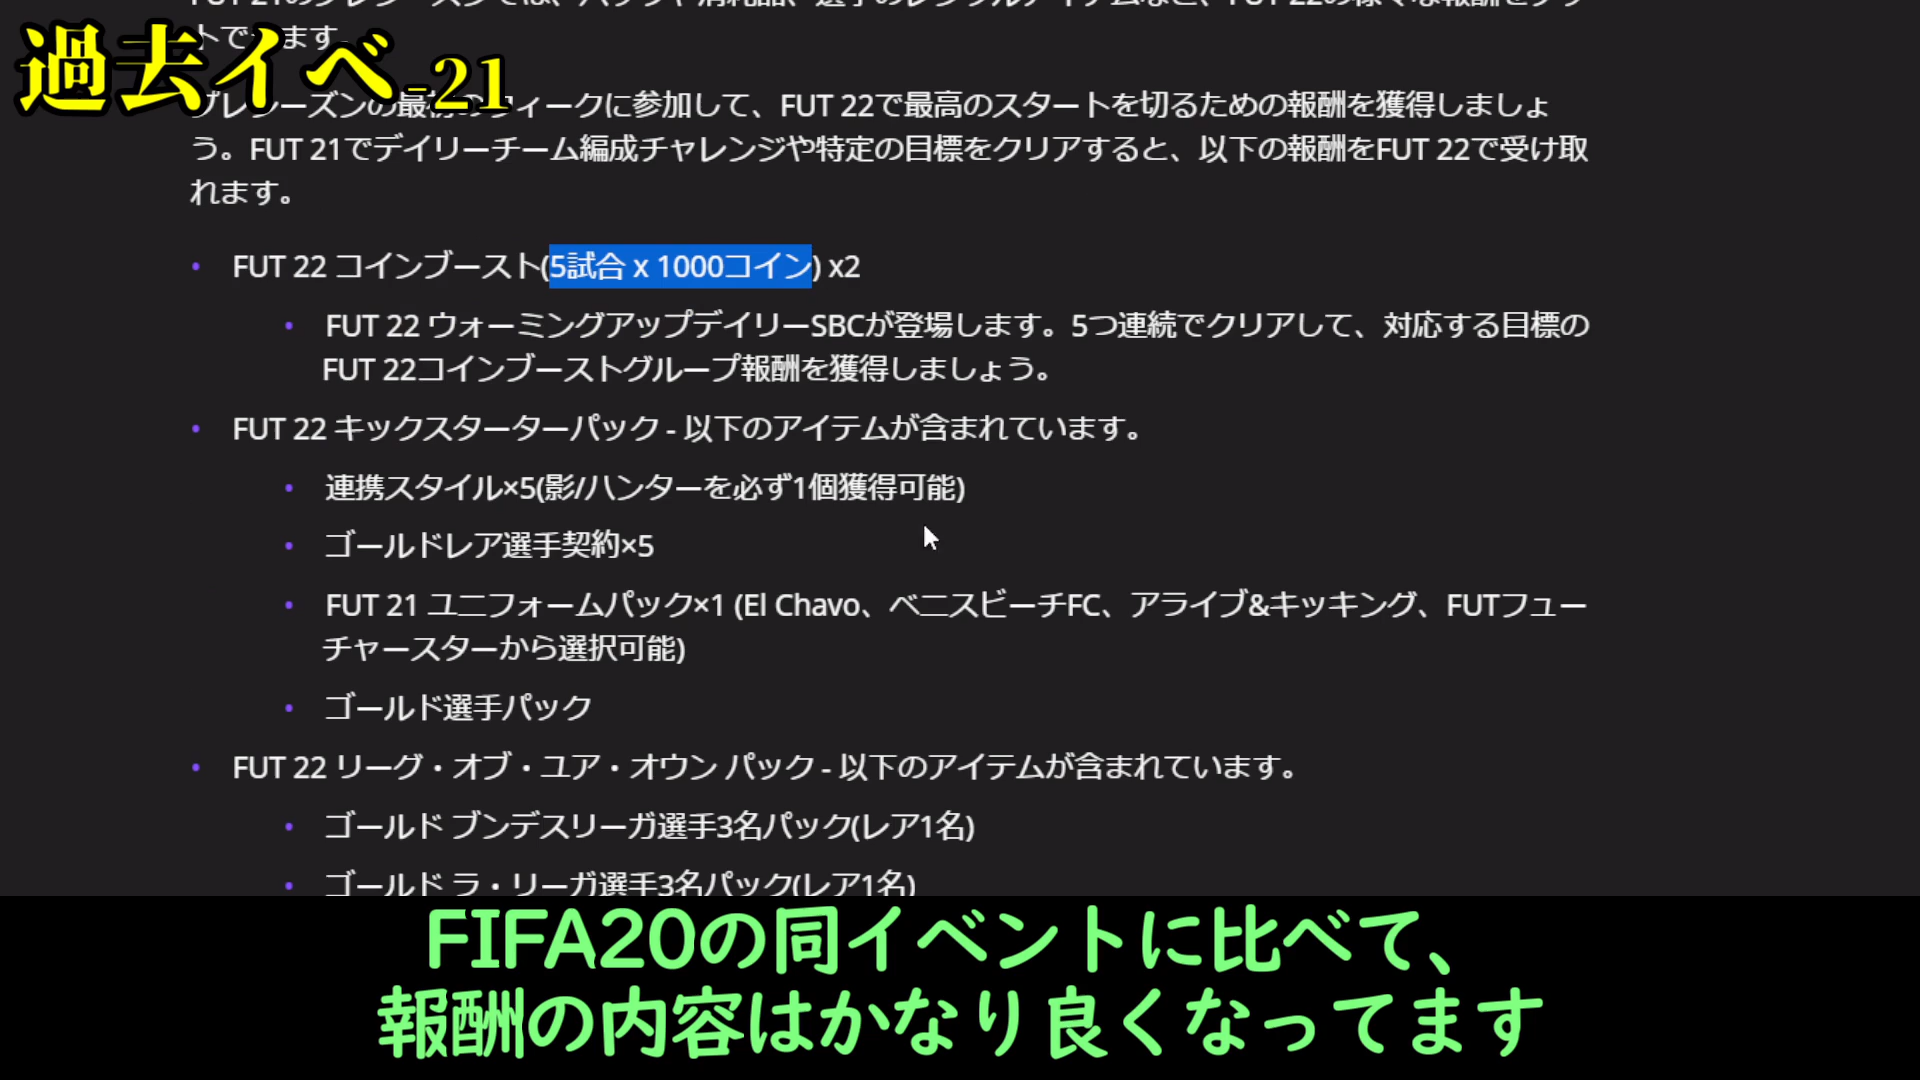 過去イベ-21
トできます。
プレシーズンの最初のウィークに参加して、FUT 22で最高のスタートを切るための報酬を獲得しましょ
う。FUT 21でデイリーチーム編成チャレンジや特定の目標をクリアすると、以下の報酬をFUT 22で受け取
れます。
• FUT 22 コインブースト(5試合 x 1000コイン) x2
• FUT 22 ウォーミングアップデイリーSBCが登場します。5つ連続でクリアして、対応する目標の
FUT 22コインブーストグループ報酬を獲得しましょう。
• FUT 22 キックスターターパック - 以下のアイテムが含まれています。
• 連携スタイル×5(影/ハンターを必ず1個獲得可能)
• ゴールドレア選手契約×5
• FUT 21 ユニフォームパック×1 (El Chavo、ベニスビーチFC、アライブ&キッキング、FUTフュー
チャースターから選択可能)
• ゴールド選手パック
• FUT 22 リーグ・オブ・ユア・オウン パック - 以下のアイテムが含まれています。
• ゴールド ブンデスリーガ選手3名パック(レア1名)
• ゴールド ラ・リーガ選手3名パック(レア1名)
FIFA20の同イベントに比べて、
報酬の内容はかなり良くなってます